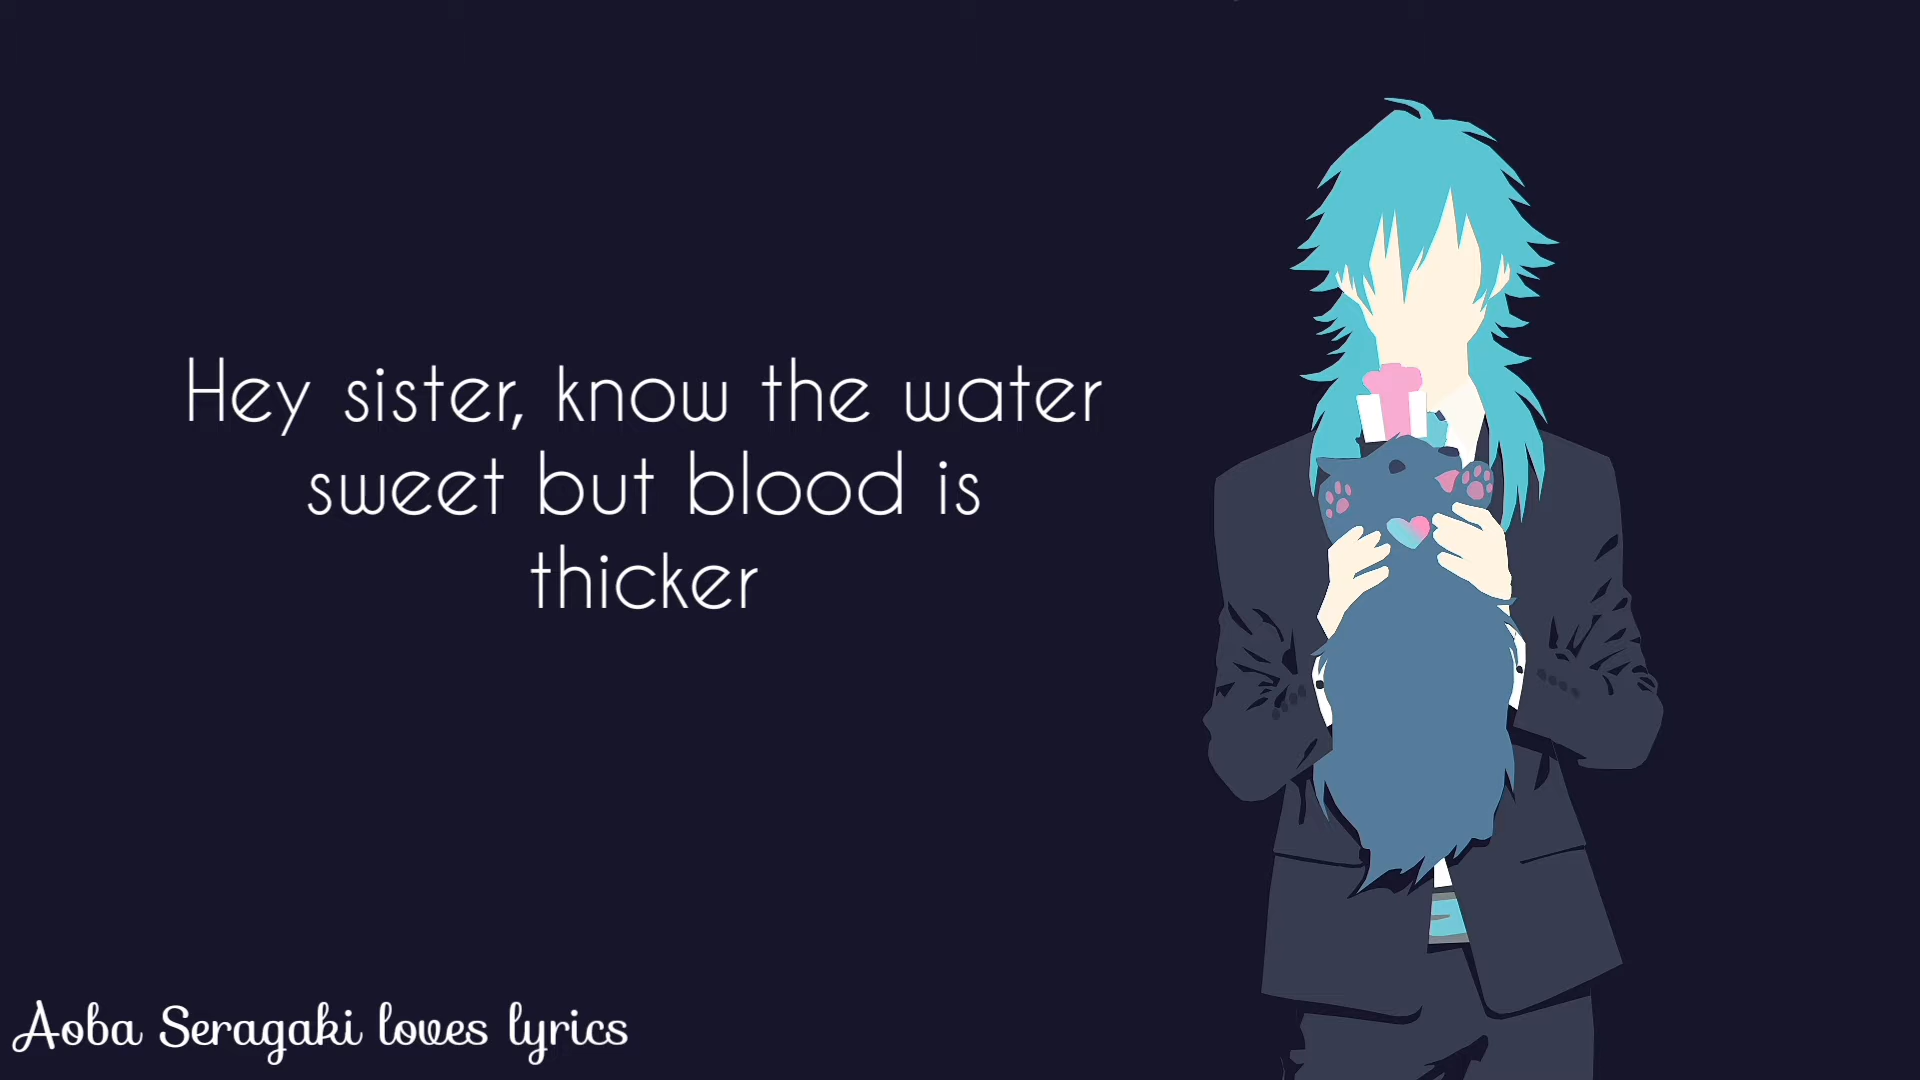 Hey sister, know the water
sweet but blood is
thicker
Aoba Seragaki loves lyrics